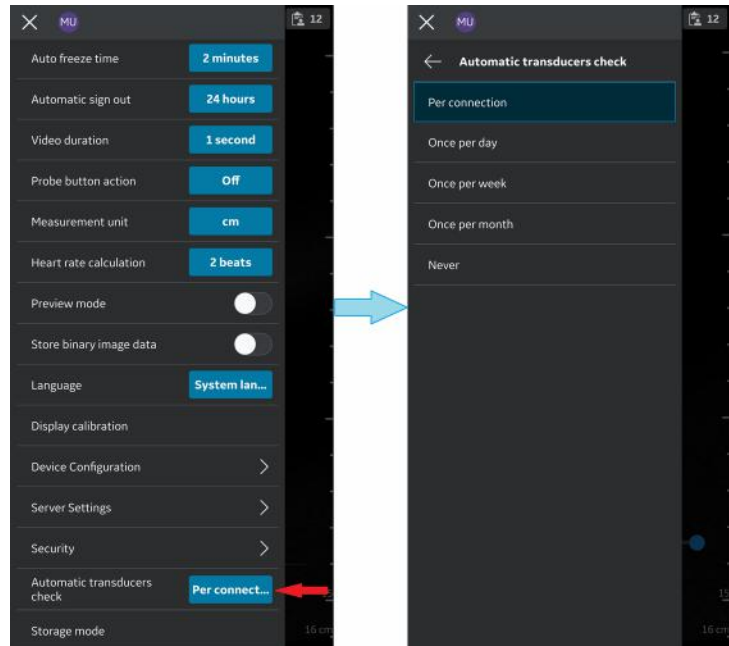 MU
12
Auto freeze time 2 minutes
Automatic sign out 24 hours
Video duration 1 second
Probe button action Off
Measurement unit cm
Heart rate calculation 2 beats
Preview mode
Store binary image data
Language System lan...
Display calibration
Device Configuration
Server Settings
Security
Automatic transducers
check
Per connect...
15
Storage mode
16 cm
MU
12
Automatic transducers check
Per connection
Once per day
Once per week
Once per month
Never
15
16 cm